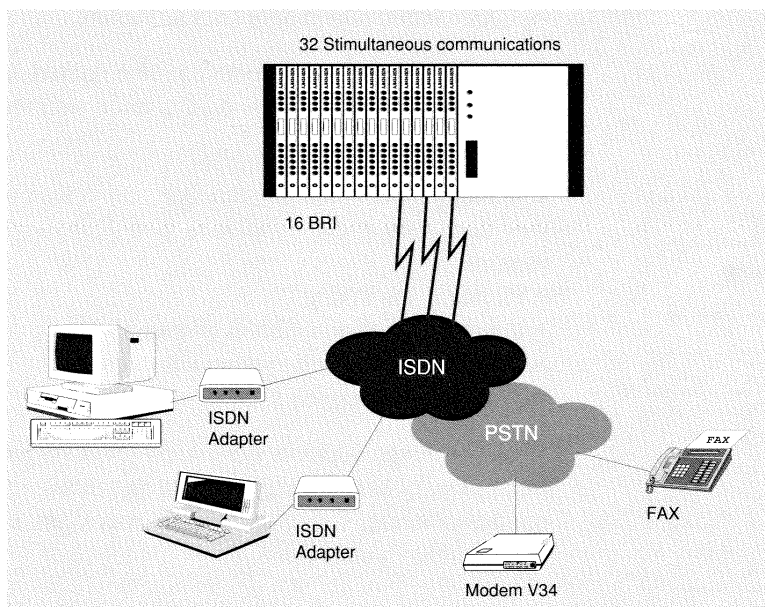 32 Stimultaneous communications
16 BRI
ISDN
PSTN
ISDN
Adapter
ISDN
Adapter
FAX
FAX
Modem V34